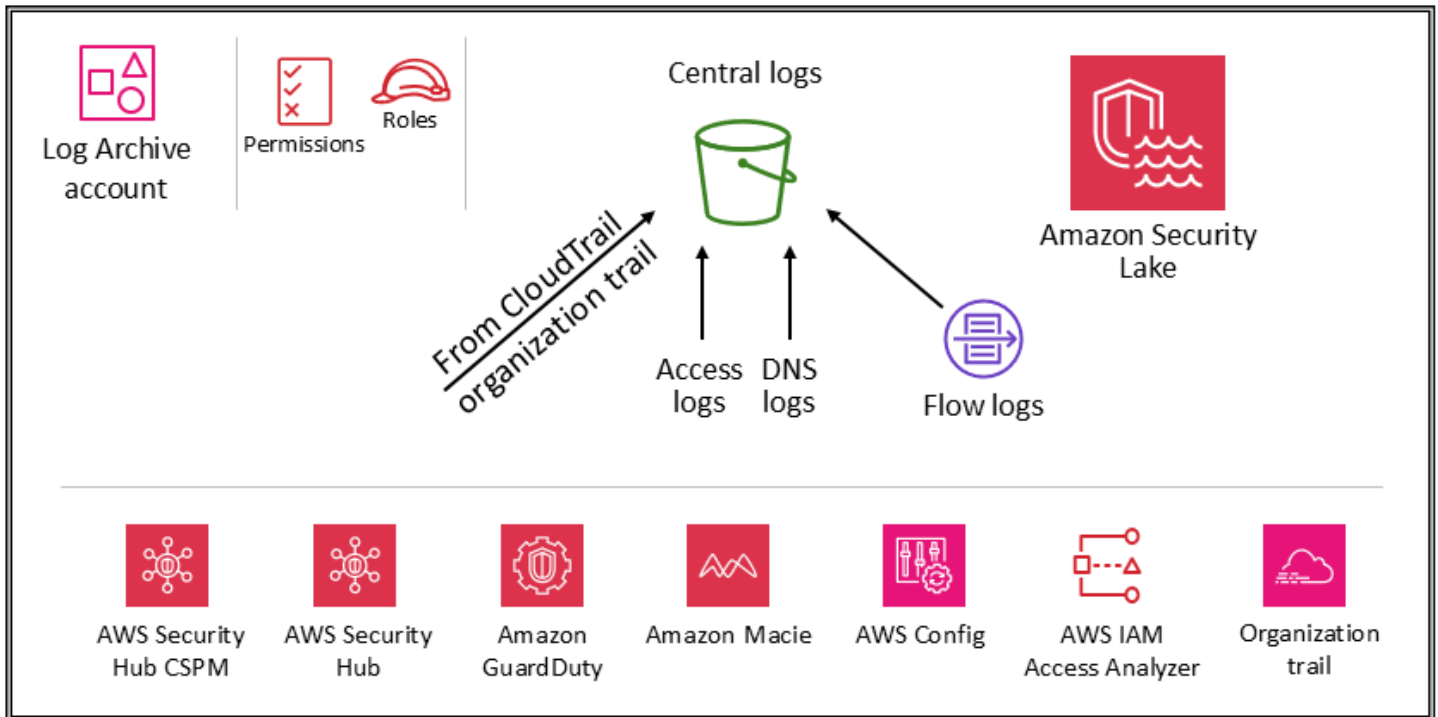 Log Archive
account
Permissions
Roles
Central logs
Amazon Security
Lake
From CloudTrail
organization trail
Access
logs
DNS
logs
Flow logs
AWS Security
Hub CSPM
AWS Security
Hub
Amazon
GuardDuty
Amazon Macie
AWS Config
AWS IAM
Access Analyzer
Organization
trail